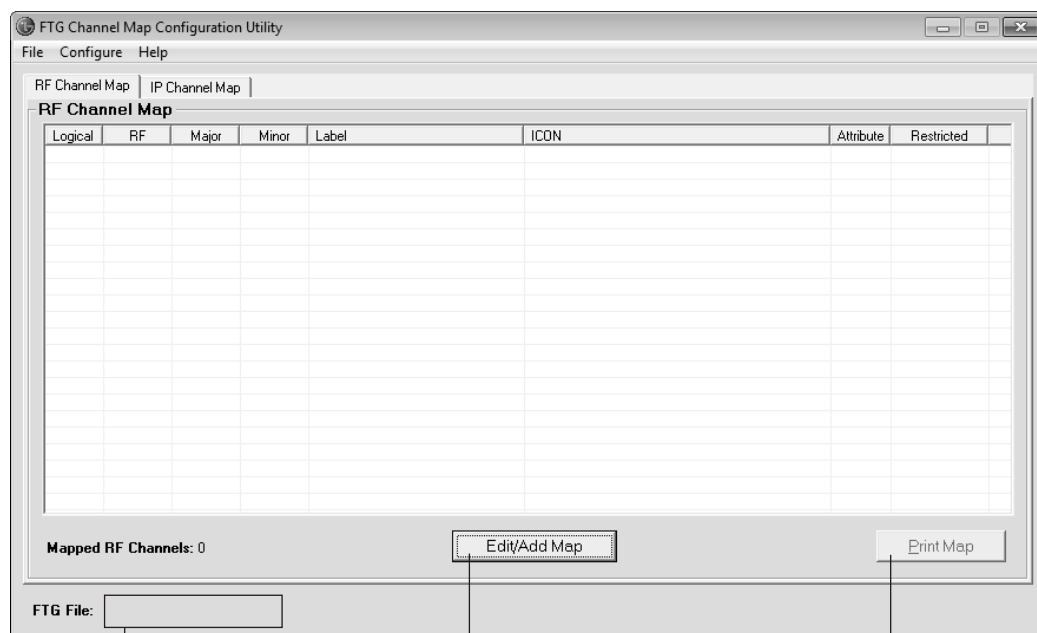 FTG Channel Map Configuration Utility
File Configure Help
RF Channel Map IP Channel Map
RF Channel Map
Logical RF Major Minor Label ICON Attribute Restricted
Mapped RF Channels: 0 Edit/Add Map Print Map
FTG File: